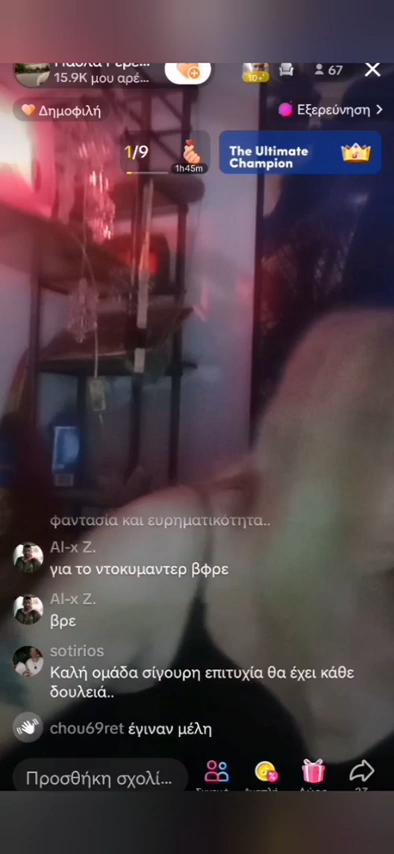 15.9K μου αρέ...
10+
67
Δημοφιλή
Εξερεύνηση
1/9
1h45m
The Ultimate
Champion
φαντασία και ευρηματικότητα..
Al-x Z.
για το ντοκυμαντερ βφρε
Al-x Z.
βρε
sotirios
Καλή ομάδα σίγουρη επιτυχία θα έχει κάθε
δουλειά..
chou69ret έγιναν μέλη
Προσθήκη σχολί...